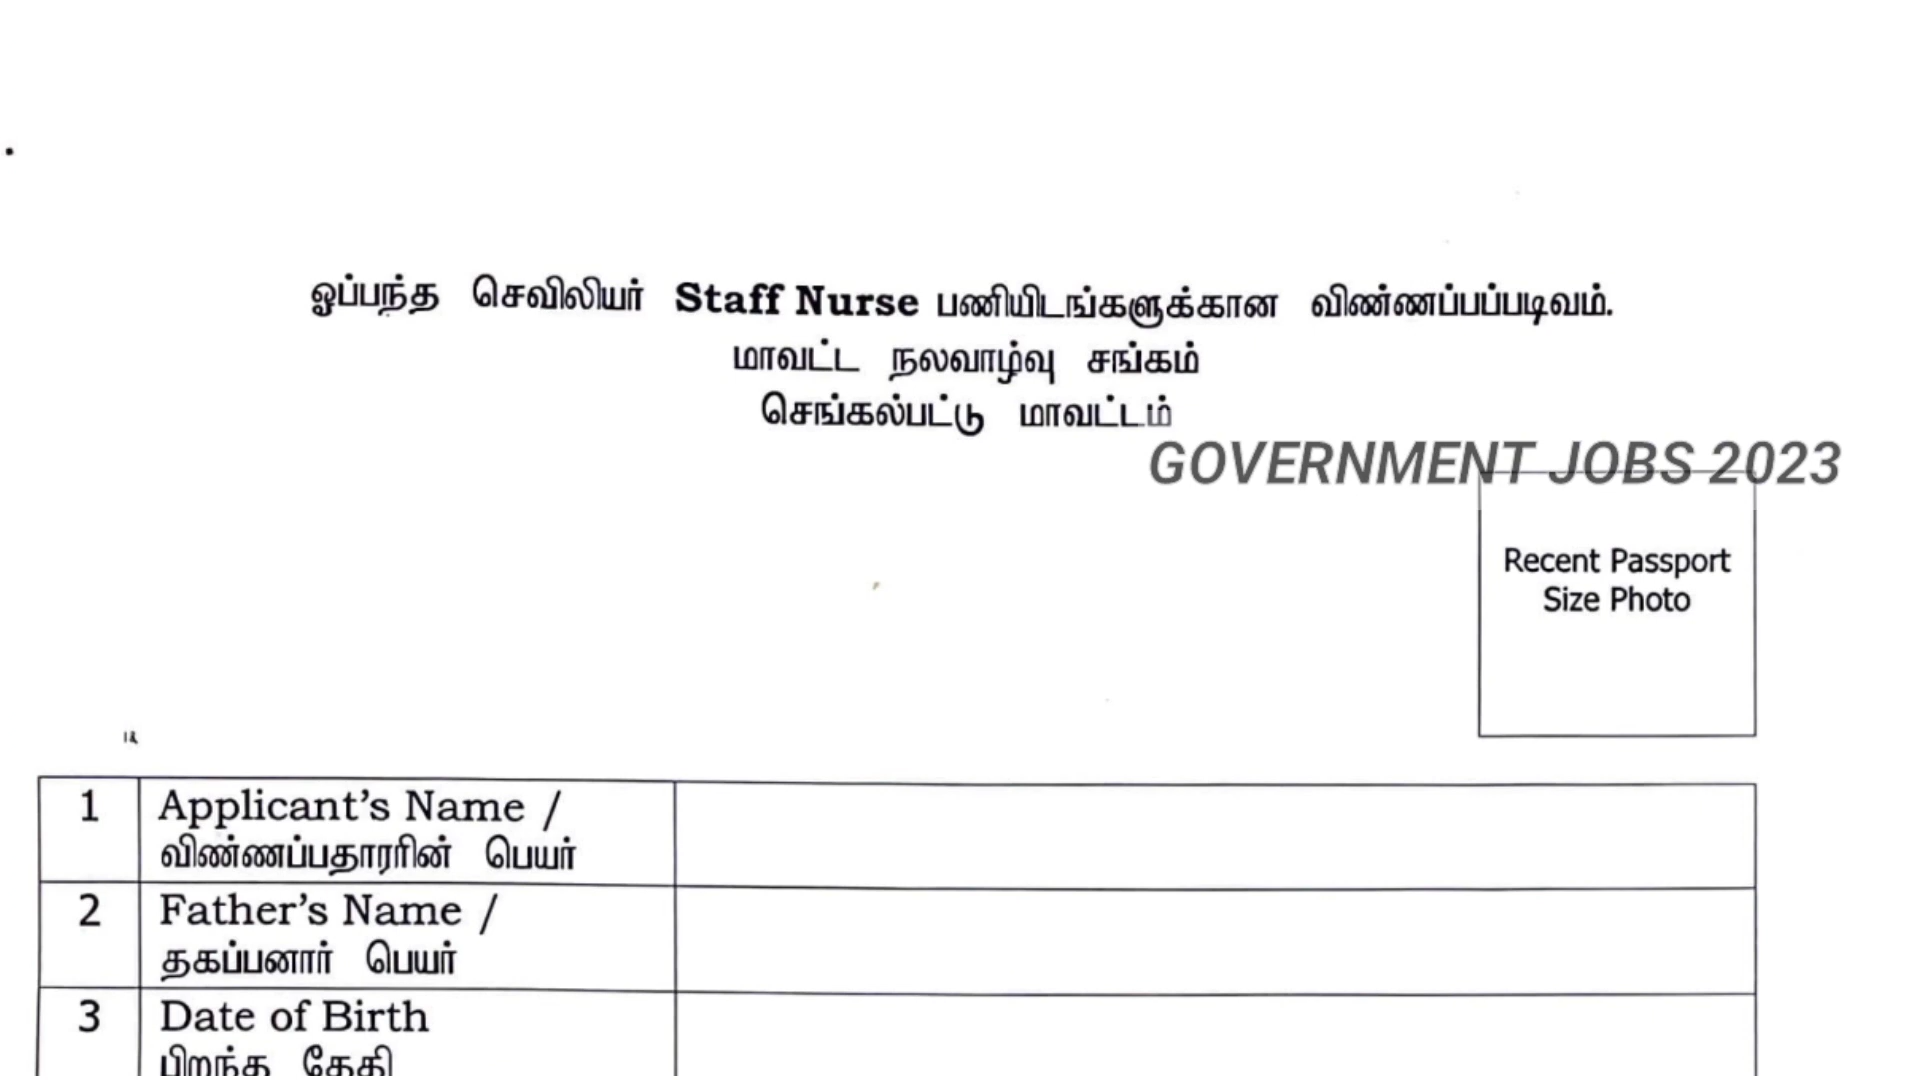 ஒப்பந்த செவிலியர் Staff Nurse பணியிடங்களுக்கான விண்ணப்பப்படிவம்.
மாவட்ட நலவாழ்வு சங்கம்
செங்கல்பட்டு மாவட்டம்
GOVERNMENT JOBS 2023
Recent Passport
Size Photo
1 Applicant's Name /
விண்ணப்பதாரரின் பெயர்
2 Father's Name /
தகப்பனார் பெயர்
3 Date of Birth
பிறந்த தேதி